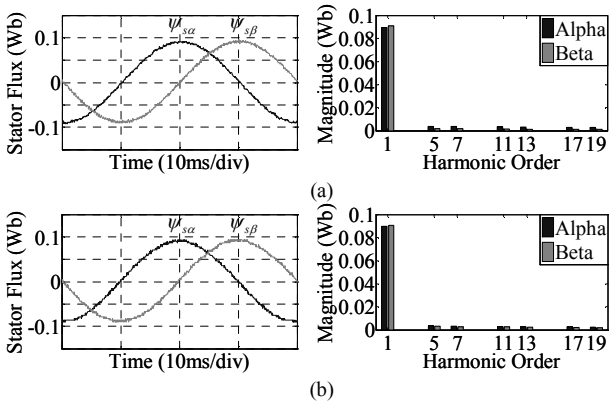 Stator Flux (Wb)
0.1
0
-0.1
ψsα
ψsβ
Time (10ms/div)
Magnitude (Wb)
0.1
0.08
0.06
0.04
0.02
0
Alpha
Beta
1 5 7 11 13 17 19
Harmonic Order
(a)
Stator Flux (Wb)
0.1
0
-0.1
ψsα
ψsβ
Time (10ms/div)
Magnitude (Wb)
0.1
0.08
0.06
0.04
0.02
0
Alpha
Beta
1 5 7 11 13 17 19
Harmonic Order
(b)